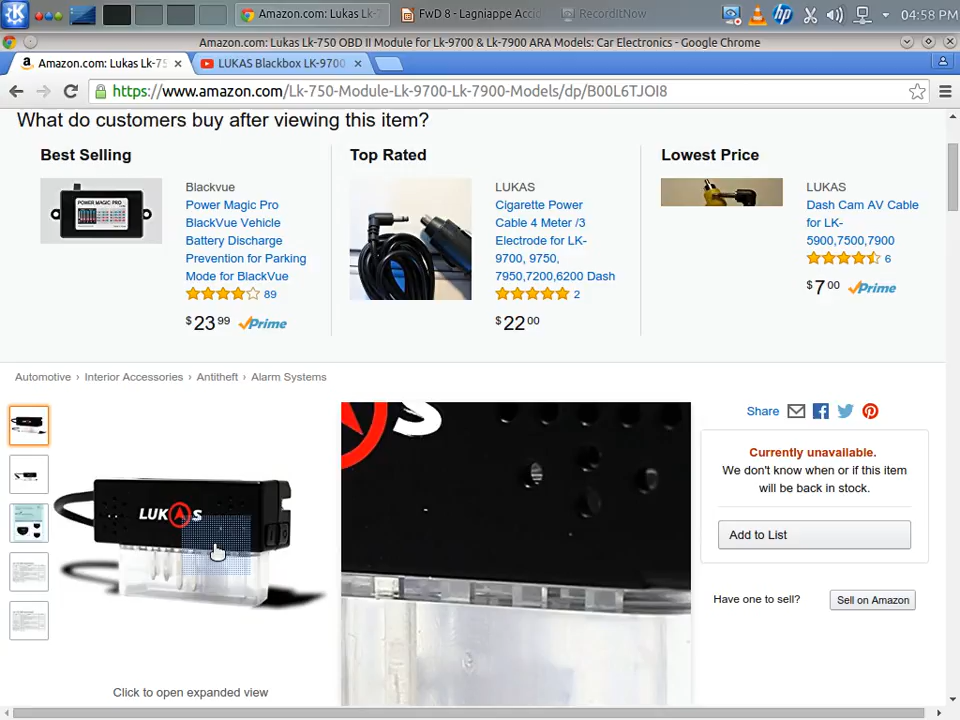 Amazon.com: Lukas Lk-7
FwD 8 - Lagniappe Accid
RecordItNow
04:58 PM
Amazon.com: Lukas Lk-750 OBD II Module for Lk-9700 & Lk-7900 ARA Models: Car Electronics - Google Chrome
Amazon.com: Lukas Lk-75
LUKAS Blackbox LK-9700
https://www.amazon.com/Lk-750-Module-Lk-9700-Lk-7900-Models/dp/B00L6TJOI8
What do customers buy after viewing this item?
Best Selling
Top Rated
Lowest Price
POWER MAGIC PRO
Blackvue
Power Magic Pro
BlackVue Vehicle
Battery Discharge
Prevention for Parking
Mode for BlackVue
89
$23 99 Prime
LUKAS
Cigarette Power
Cable 4 Meter /3
Electrode for LK-
9700, 9750,
7950,7200,6200 Dash
2
$22 00
LUKAS
Dash Cam AV Cable
for LK-
5900,7500,7900
6
$7 00 Prime
Automotive › Interior Accessories › Antitheft › Alarm Systems
LUKAS
S
Click to open expanded view
Share
Currently unavailable.
We don't know when or if this item
will be back in stock.
Add to List
Have one to sell?
Sell on Amazon